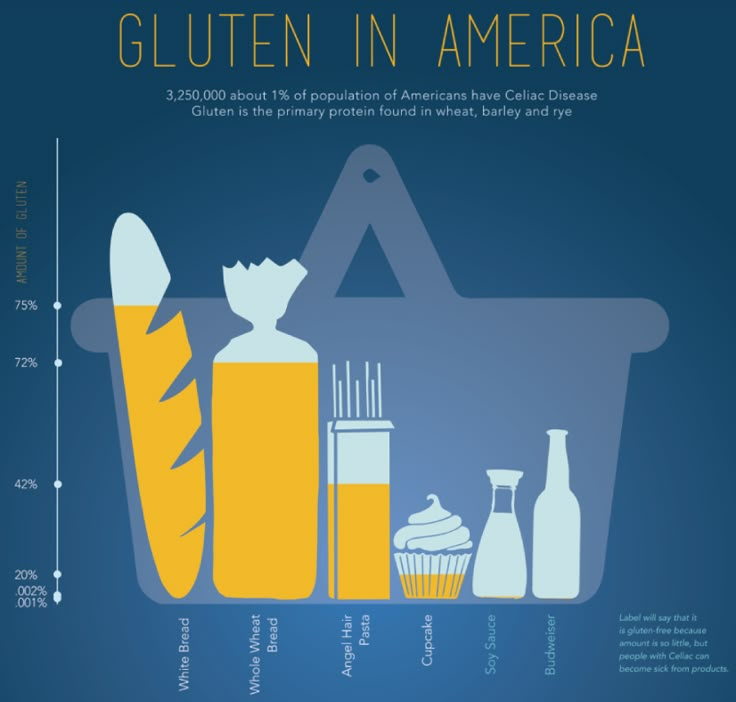 GLUTEN IN AMERICA
3,250,000 about 1% of population of Americans have Celiac Disease
Gluten is the primary protein found in wheat, barley and rye
AMOUNT OF GLUTEN
75%
72%
42%
20%
.002%
.001%
White Bread
Whole Wheat
Bread
Angel Hair
Pasta
Cupcake
Soy Sauce
Budweiser
Label will say that it
is gluten-free because
amount is so little, but
people with Celiac can
become sick from products.